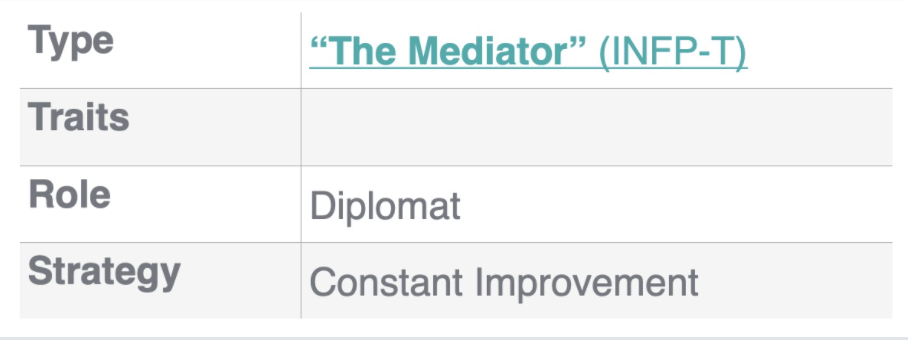 Type
“The Mediator” (INFP-T)
Traits
Role
Diplomat
Strategy
Constant Improvement